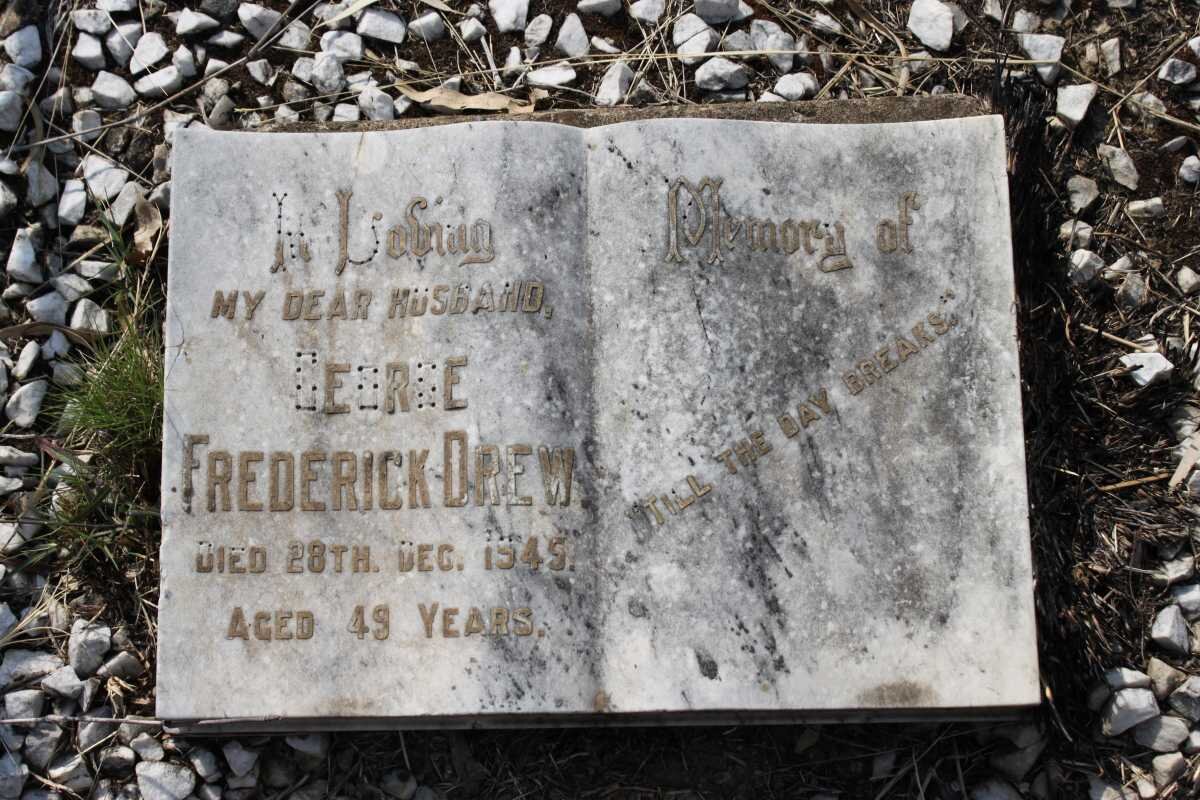 In Loving
MY DEAR HUSBAND,
GEORGE
FREDERICK DREW.
DIED 28TH. DEC. 1945.
AGED 49 YEARS.
Memory of
TILL THE DAY BREAKS.